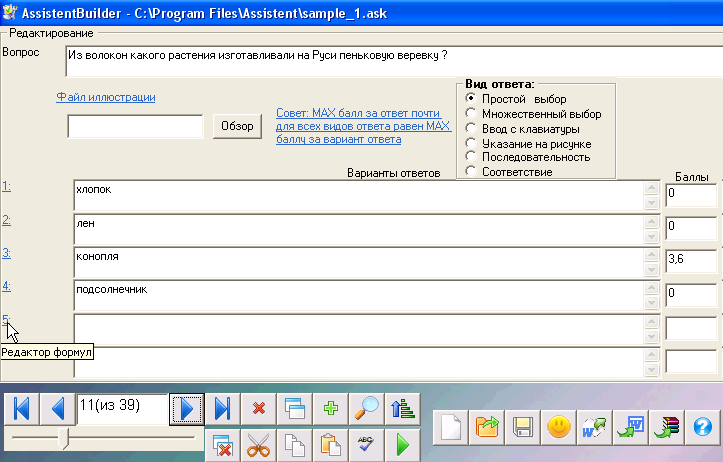 AssistentBuilder - C:\Program Files\Assistent\sample_1.ask
Редактирование
Вопрос
Из волокон какого растения изготавливали на Руси пеньковую веревку ?
Файл иллюстрации
Обзор
Совет: MAX балл за ответ почти
для всех видов ответа равен MAX
баллу за вариант ответа
Вид ответа:
Простой выбор
Множественный выбор
Ввод с клавиатуры
Указание на рисунке
Последовательность
Соответствие
Варианты ответов
Баллы
1: хлопок 0
2: лен 0
3: конопля 3,6
4: подсолнечник 0
5:
Редактор формул
11(из 39)
ABC
W
W
?